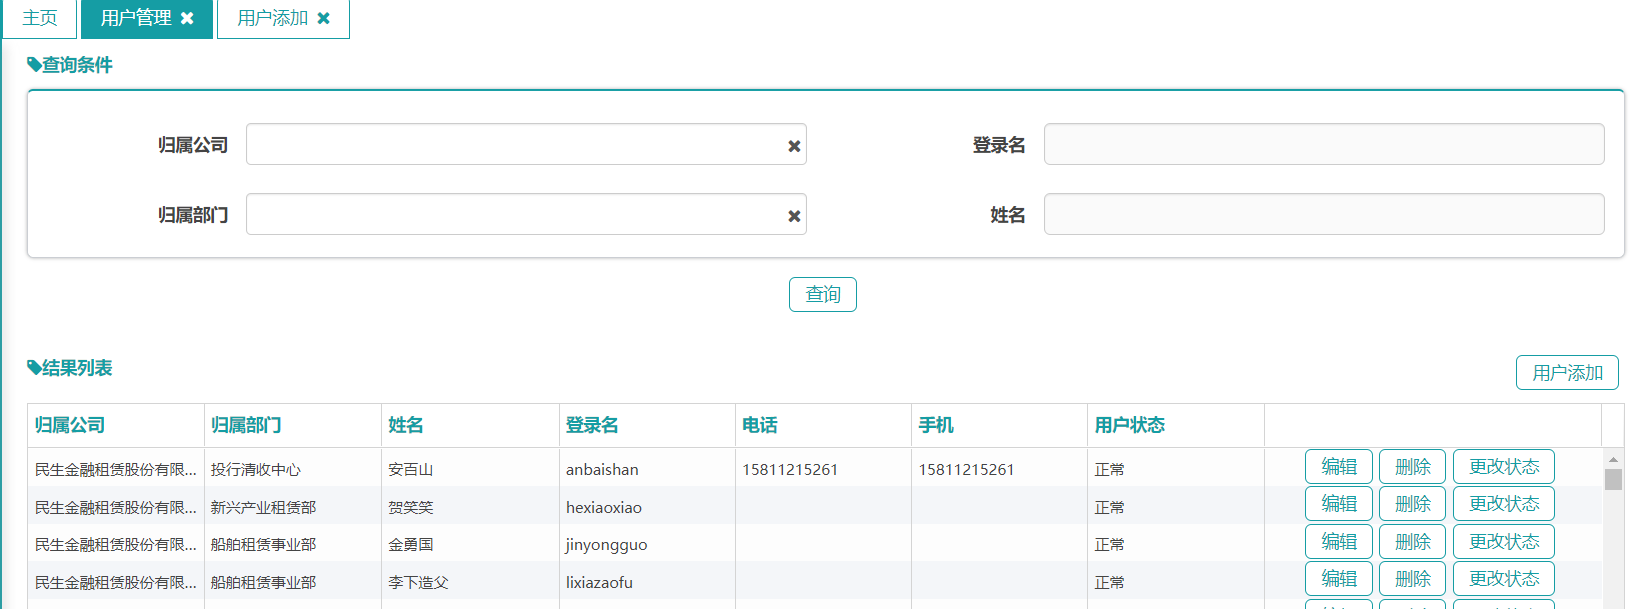 主页 用户管理 ✖ 用户添加 ✖
查询条件
归属公司 ✖ 登录名
归属部门 ✖ 姓名
查询
结果列表 用户添加
归属公司 归属部门 姓名 登录名 电话 手机 用户状态
民生金融租赁股份有限... 投行清收中心 安百山 anbaishan 15811215261 15811215261 正常 编辑 删除 更改状态
民生金融租赁股份有限... 新兴产业租赁部 贺笑笑 hexiaoxiao 正常 编辑 删除 更改状态
民生金融租赁股份有限... 船舶租赁事业部 金勇国 jinyongguo 正常 编辑 删除 更改状态
民生金融租赁股份有限... 船舶租赁事业部 李下造父 lixiazaofu 正常 编辑 删除 更改状态